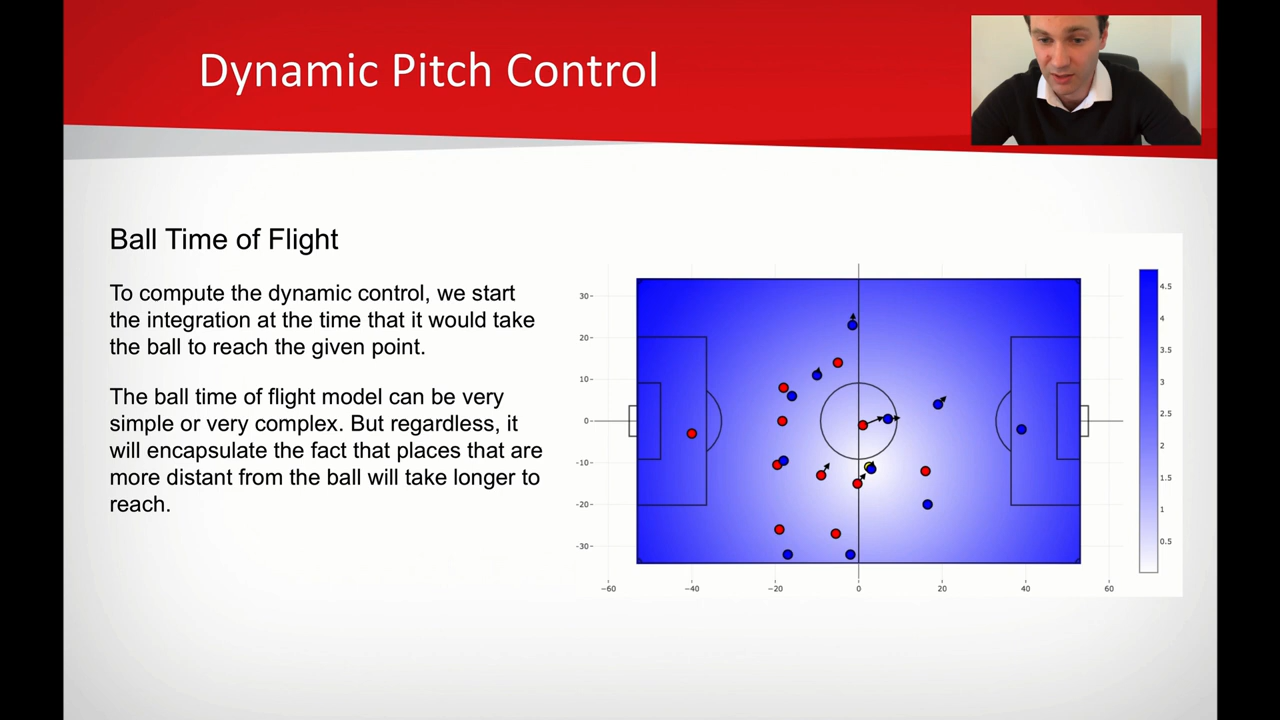 Dynamic Pitch Control
Ball Time of Flight
To compute the dynamic control, we start
the integration at the time that it would take
the ball to reach the given point.
The ball time of flight model can be very
simple or very complex. But regardless, it
will encapsulate the fact that places that are
more distant from the ball will take longer to
reach.
30
20
10
0
−10
−20
−30
−60 −40 −20 0 20 40 60
4.5
4
3.5
3
2.5
2
1.5
1
0.5